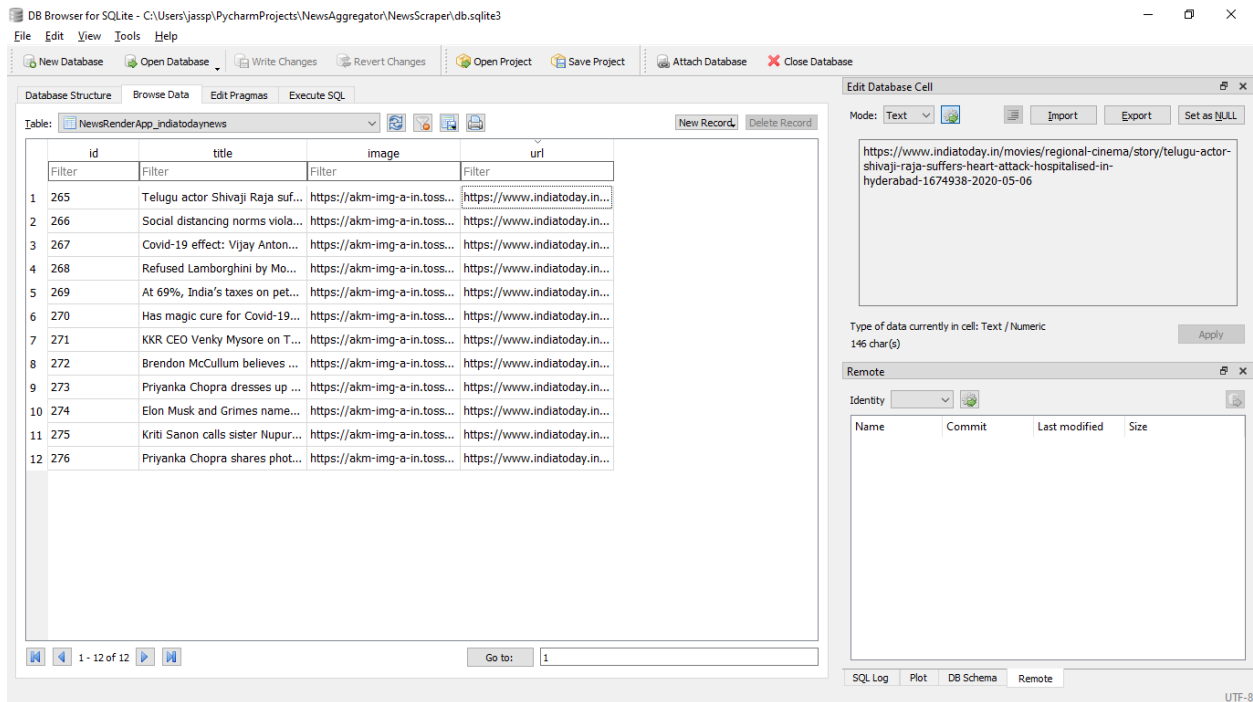 DB Browser for SQLite - C:\Users\jassp\PycharmProjects\NewsAggregator\NewsScraper\db.sqlite3
File Edit View Tools Help
New Database Open Database Write Changes Revert Changes Open Project Save Project Attach Database Close Database
Database Structure Browse Data Edit Pragmas Execute SQL
Table: NewsRenderApp_indiatodaynews New Record Delete Record
id title image url
Filter Filter Filter Filter
1 265 Telugu actor Shivaji Raja suf... https://akm-img-a-in.toss... https://www.indiatoday.in...
2 266 Social distancing norms viola... https://akm-img-a-in.toss... https://www.indiatoday.in...
3 267 Covid-19 effect: Vijay Anton... https://akm-img-a-in.toss... https://www.indiatoday.in...
4 268 Refused Lamborghini by Mo... https://akm-img-a-in.toss... https://www.indiatoday.in...
5 269 At 69%, India's taxes on pet... https://akm-img-a-in.toss... https://www.indiatoday.in...
6 270 Has magic cure for Covid-19... https://akm-img-a-in.toss... https://www.indiatoday.in...
7 271 KKR CEO Venky Mysore on T... https://akm-img-a-in.toss... https://www.indiatoday.in...
8 272 Brendon McCullum believes ... https://akm-img-a-in.toss... https://www.indiatoday.in...
9 273 Priyanka Chopra dresses up ... https://akm-img-a-in.toss... https://www.indiatoday.in...
10 274 Elon Musk and Grimes name... https://akm-img-a-in.toss... https://www.indiatoday.in...
11 275 Kriti Sanon calls sister Nupur... https://akm-img-a-in.toss... https://www.indiatoday.in...
12 276 Priyanka Chopra shares phot... https://akm-img-a-in.toss... https://www.indiatoday.in...
1 - 12 of 12 Go to: 1
Edit Database Cell
Mode: Text Import Export Set as NULL
https://www.indiatoday.in/movies/regional-cinema/story/telugu-actor-
shivaji-raja-suffers-heart-attack-hospitalised-in-
hyderabad-1674938-2020-05-06
Type of data currently in cell: Text / Numeric
146 char(s)
Apply
Remote
Identity
Name Commit Last modified Size
SQL Log Plot DB Schema Remote
UTF-8